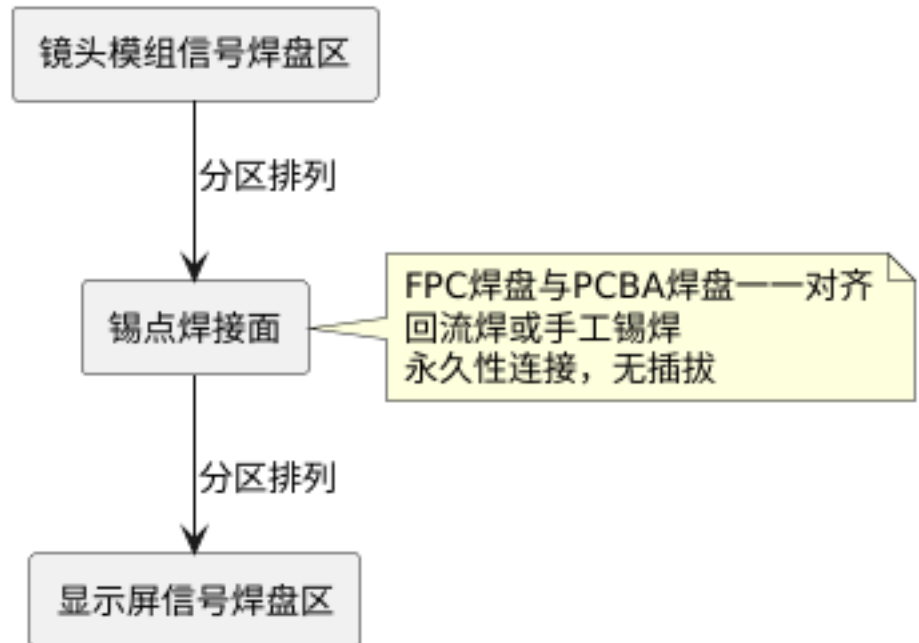 镜头模组信号焊盘区
分区排列
锡点焊接面
FPC焊盘与PCBA焊盘一一对齐
回流焊或手工锡焊
永久性连接，无插拔
分区排列
显示屏信号焊盘区